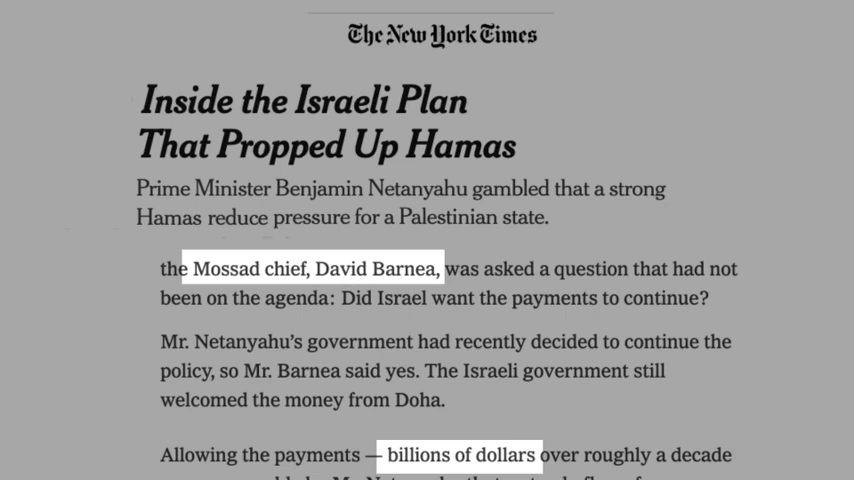 The New York Times
Inside the Israeli Plan
That Propped Up Hamas
Prime Minister Benjamin Netanyahu gambled that a strong
Hamas reduce pressure for a Palestinian state.
the Mossad chief, David Barnea, was asked a question that had not
been on the agenda: Did Israel want the payments to continue?
Mr. Netanyahu’s government had recently decided to continue the
policy, so Mr. Barnea said yes. The Israeli government still
welcomed the money from Doha.
Allowing the payments — billions of dollars over roughly a decade